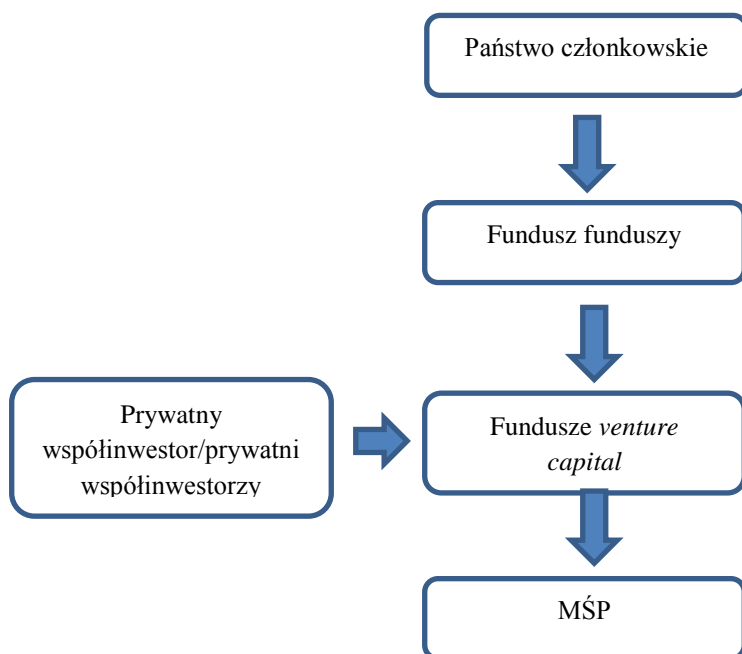 Państwo członkowskie
Fundusz funduszy
Prywatny
współinwestor/prywatni
współinwestorzy
Fundusze venture
capital
MŚP